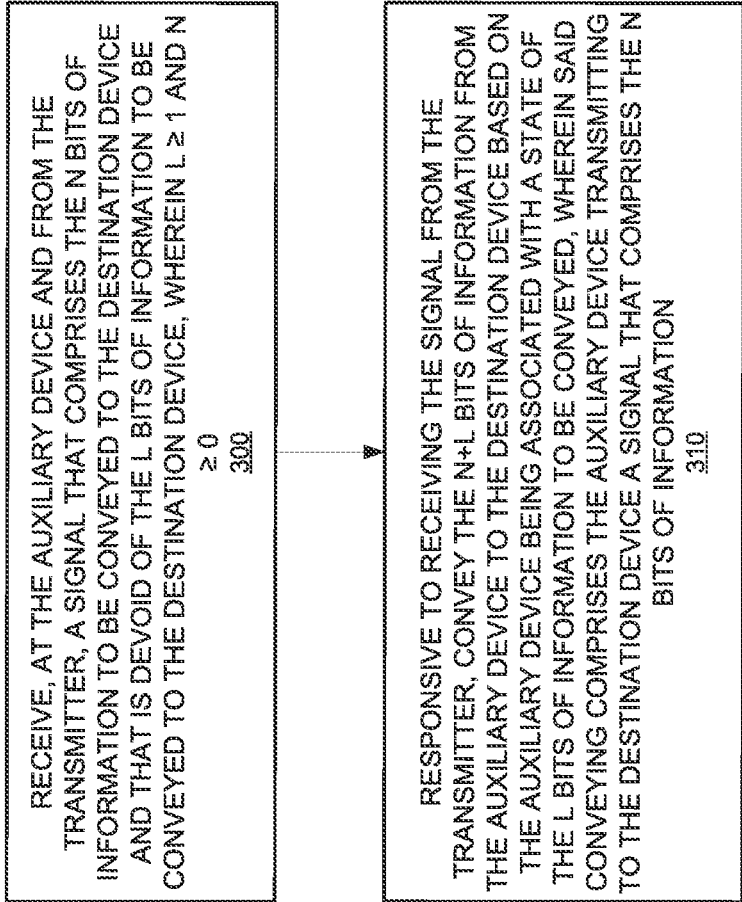 RECEIVE, AT THE AUXILIARY DEVICE AND FROM THE
TRANSMITTER, A SIGNAL THAT COMPRISES THE N BITS OF
INFORMATION TO BE CONVEYED TO THE DESTINATION DEVICE
AND THAT IS DEVOID OF THE L BITS OF INFORMATION TO BE
CONVEYED TO THE DESTINATION DEVICE, WHEREIN L ≥ 1 AND N
≥ 0
300
RESPONSIVE TO RECEIVING THE SIGNAL FROM THE
TRANSMITTER, CONVEY THE N+L BITS OF INFORMATION FROM
THE AUXILIARY DEVICE TO THE DESTINATION DEVICE BASED ON
THE AUXILIARY DEVICE BEING ASSOCIATED WITH A STATE OF
THE L BITS OF INFORMATION TO BE CONVEYED, WHEREIN SAID
CONVEYING COMPRISES THE AUXILIARY DEVICE TRANSMITTING
TO THE DESTINATION DEVICE A SIGNAL THAT COMPRISES THE N
BITS OF INFORMATION
310